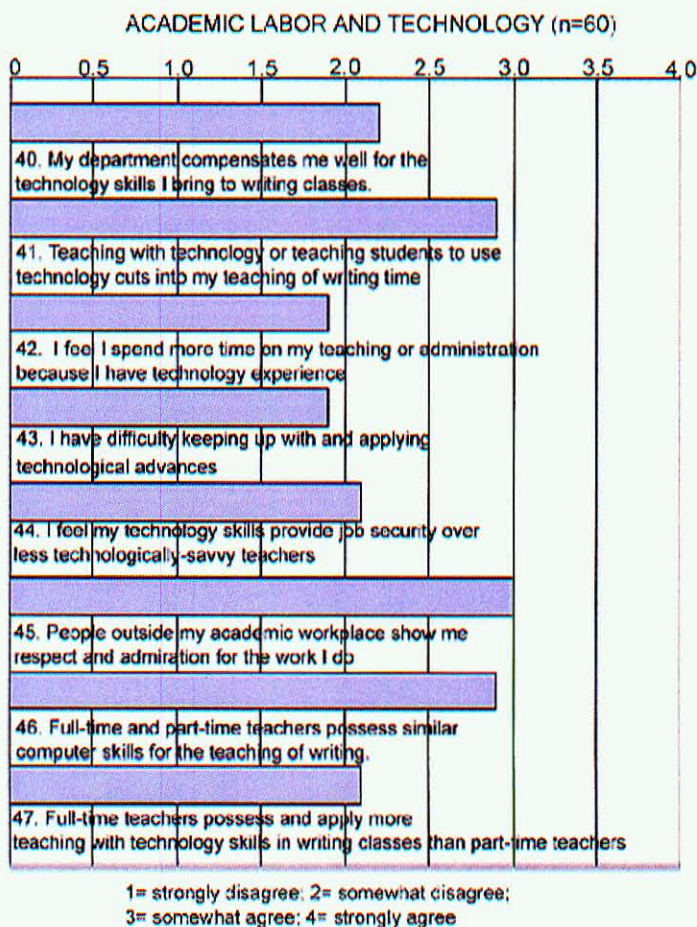 ACADEMIC LABOR AND TECHNOLOGY (n=60)
0 0.5 1.0 1.5 2.0 2.5 3.0 3.5 4.0
40. My department compensates me well for the
technology skills I bring to writing classes.
41. Teaching with technology or teaching students to use
technology cuts into my teaching of writing time
42. I feel I spend more time on my teaching or administration
because I have technology experience
43. I have difficulty keeping up with and applying
technological advances
44. I feel my technology skills provide job security over
less technologically-savvy teachers
45. People outside my academic workplace show me
respect and admiration for the work I do
46. Full-time and part-time teachers possess similar
computer skills for the teaching of writing.
47. Full-time teachers possess and apply more
teaching with technology skills in writing classes than part-time teachers
1= strongly disagree; 2= somewhat disagree;
3= somewhat agree; 4= strongly agree